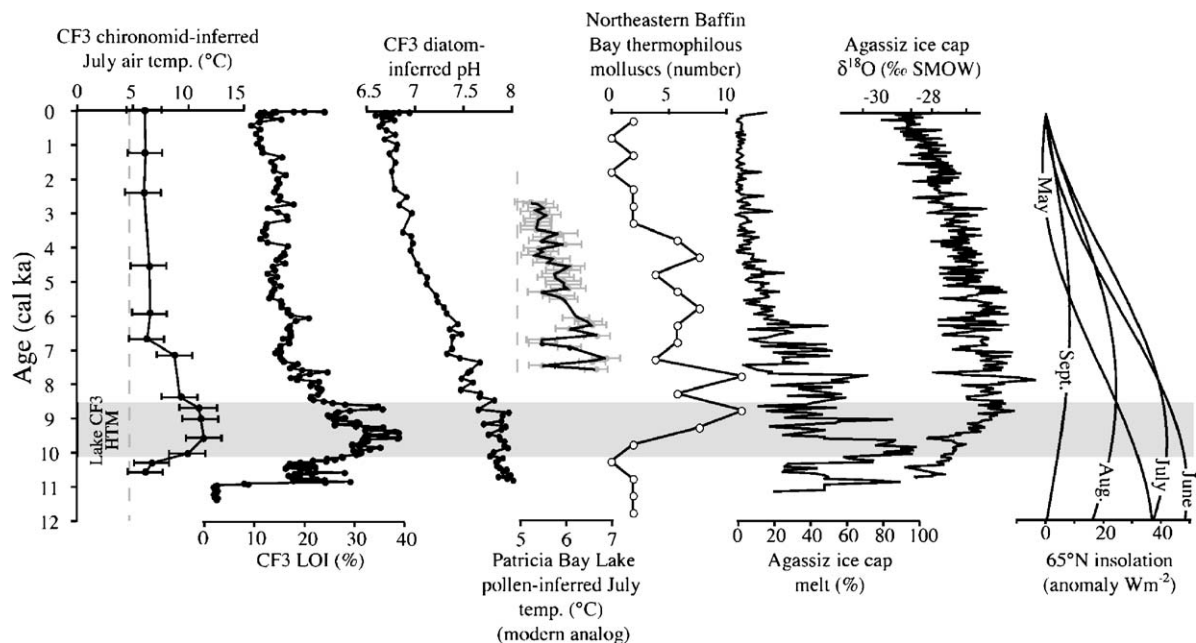 CF3 chironomid-inferred
July air temp. (°C)
0 5 10 15
CF3 diatom-
inferred pH
6.5 7 7.5 8
Northeastern Baffin
Bay thermophilous
molluses (number)
0 5 10
Agassiz ice cap
δ¹⁸O (‰ SMOW)
-30 -28
Age (cal ka)
0
1
2
3
4
5
6
7
8
9
10
11
12
Lake CF3
HTM
May
Sept.
Aug.
July
June
0 10 20 30 40
CF3 LOI (%)
5 6 7
Patricia Bay Lake
pollen-inferred July
temp. (°C)
(modern analog)
0 20 40 60 80 100
Agassiz ice cap
melt (%)
0 20 40
65°N insolation
(anomaly Wm⁻²)